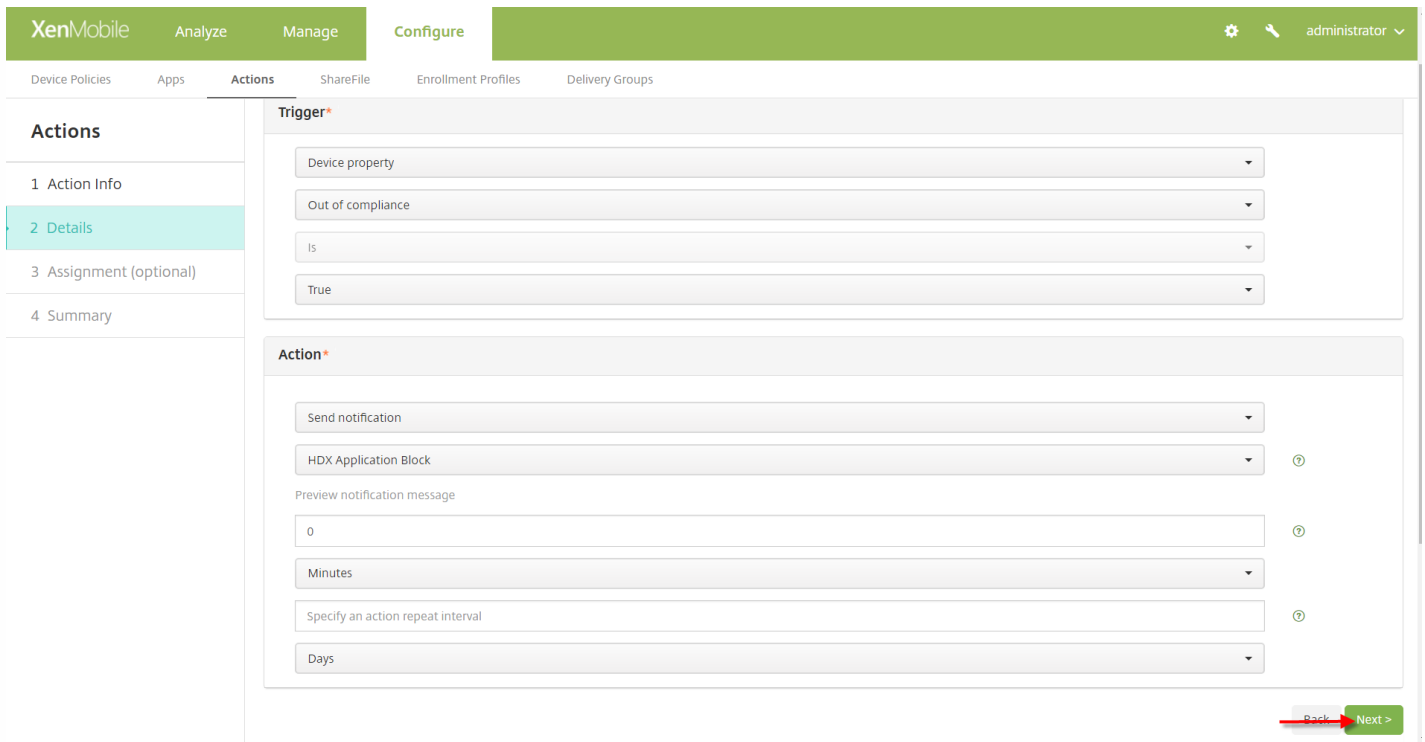 XenMobile Analyze Manage Configure administrator
Device Policies Apps Actions ShareFile Enrollment Profiles Delivery Groups
Actions
1 Action Info
2 Details
3 Assignment (optional)
4 Summary
Trigger*
Device property
Out of compliance
Is
True
Action*
Send notification
HDX Application Block
Preview notification message
0
Minutes
Specify an action repeat interval
Days
Back Next >